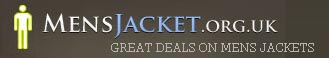 MENSJACKET.ORG.UK
GREAT DEALS ON MENS JACKETS